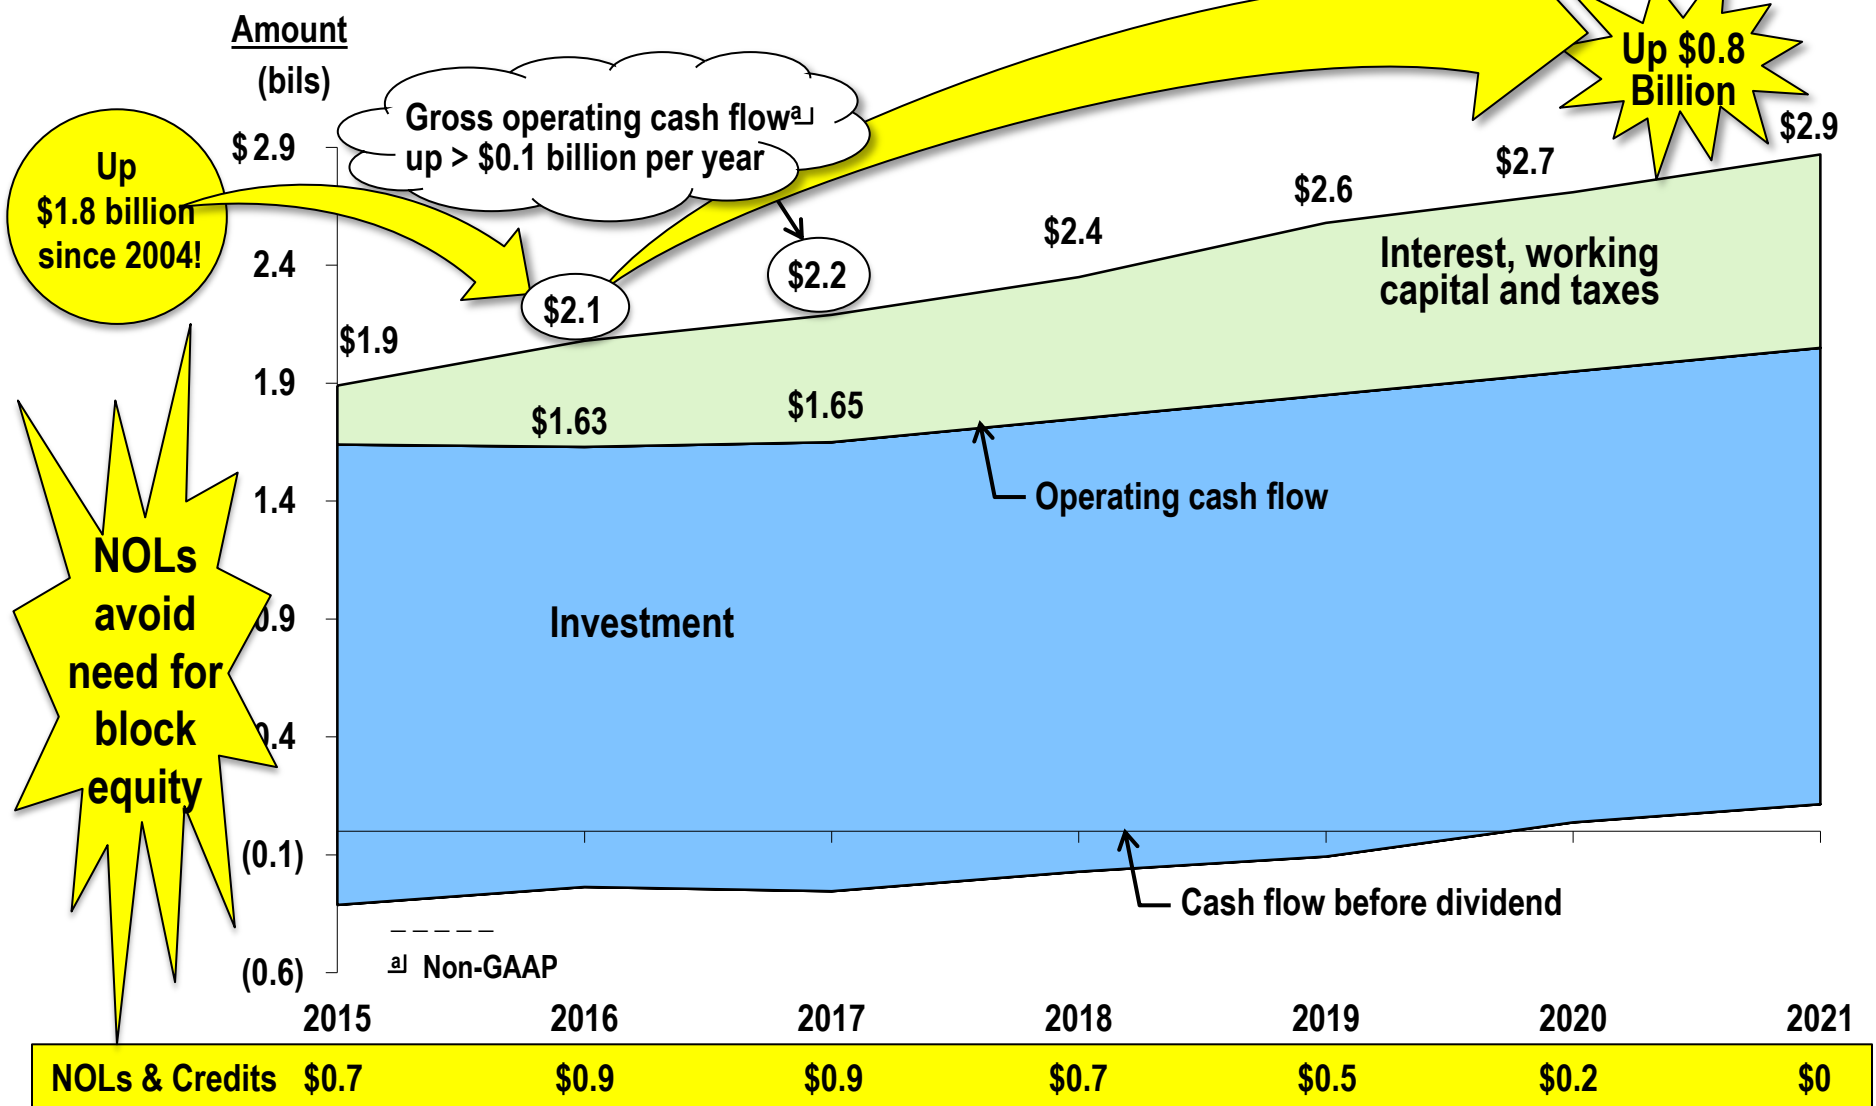 Amount
(bils)
Up $0.8
Billion
Gross operating cash flowᵃ⅃
up > $0.1 billion per year
Up
$1.8 billion
since 2004!
$ 2.9
2.4
1.9
1.4
0.9
0.4
(0.1)
(0.6)
$1.9
$2.1
$2.2
$2.4
$2.6
$2.7
$2.9
Interest, working
capital and taxes
$1.63
$1.65
Operating cash flow
NOLs
avoid
need for
block
equity
Investment
Cash flow before dividend
a⅃ Non-GAAP
2015 2016 2017 2018 2019 2020 2021
NOLs & Credits $0.7 $0.9 $0.9 $0.7 $0.5 $0.2 $0